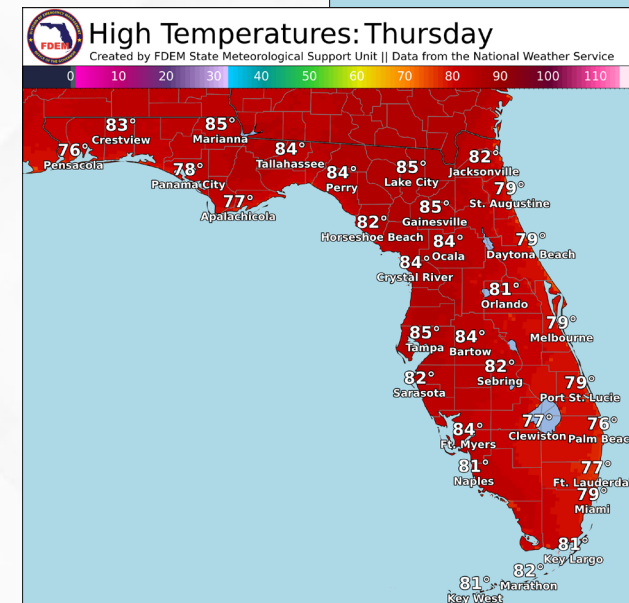 FDEM
High Temperatures: Thursday
Created by FDEM State Meteorological Support Unit || Data from the National Weather Service
0 10 20 30 40 50 60 70 80 90 100 110
83°
Crestview
85°
Marianna
76°
Pensacola
84°
Tallahassee
78°
Panama City
84°
Perry
85°
Lake City
82°
Jacksonville
79°
St. Augustine
77°
Apalachicola
85°
Gainesville
82°
Horseshoe Beach
84°
Ocala
79°
Daytona Beach
84°
Crystal River
81°
Orlando
79°
Melbourne
85°
Tampa
84°
Bartow
82°
Sebring
82°
Sarasota
79°
Port St. Lucie
77°
Clewiston
76°
Palm Beac
84°
Ft. Myers
81°
Naples
77°
Ft. Lauderda
79°
Miami
81°
Key Largo
82°
Marathon
81°
Key West